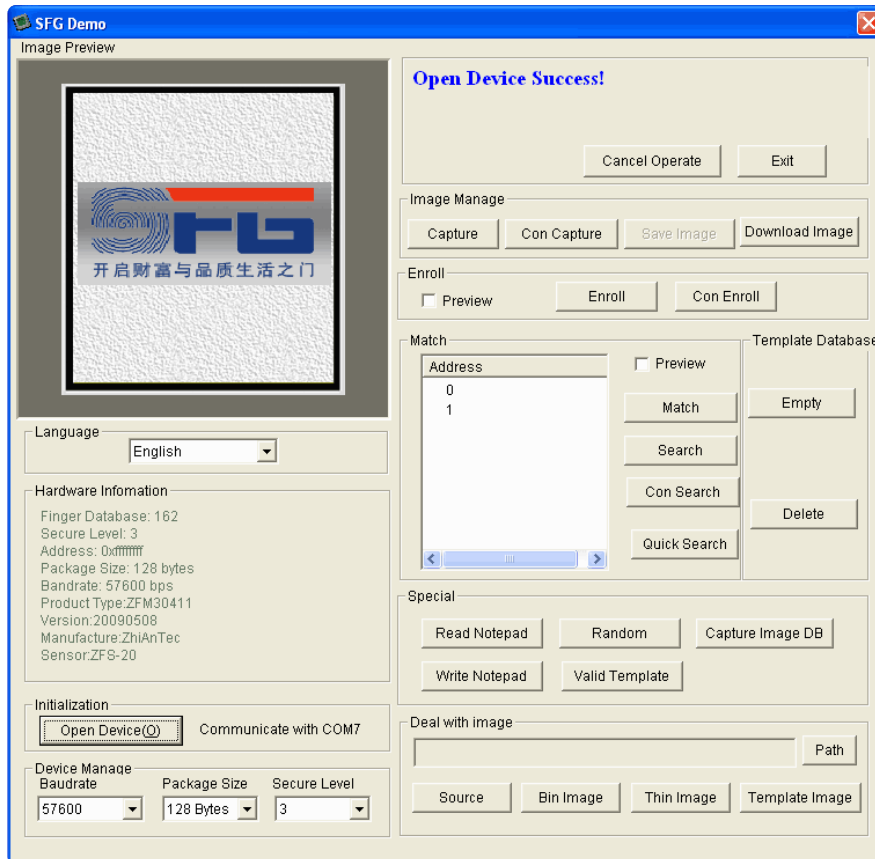 SFG Demo
Image Preview
SFG
开启财富与品质生活之门
Language
English
Hardware Infomation
Finger Database: 162
Secure Level: 3
Address: 0xffffffff
Package Size: 128 bytes
Bandrate: 57600 bps
Product Type:ZFM30411
Version:20090508
Manufacture:ZhiAnTec
Sensor:ZFS-20
Initialization
Open Device(O)
Communicate with COM7
Device Manage
Baudrate
Package Size
Secure Level
57600
128 Bytes
3
Open Device Success!
Cancel Operate
Exit
Image Manage
Capture
Con Capture
Save Image
Download Image
Enroll
Preview
Enroll
Con Enroll
Match
Address
0
1
Preview
Match
Search
Con Search
Quick Search
Template Database
Empty
Delete
Special
Read Notepad
Random
Capture Image DB
Write Notepad
Valid Template
Deal with image
Path
Source
Bin Image
Thin Image
Template Image